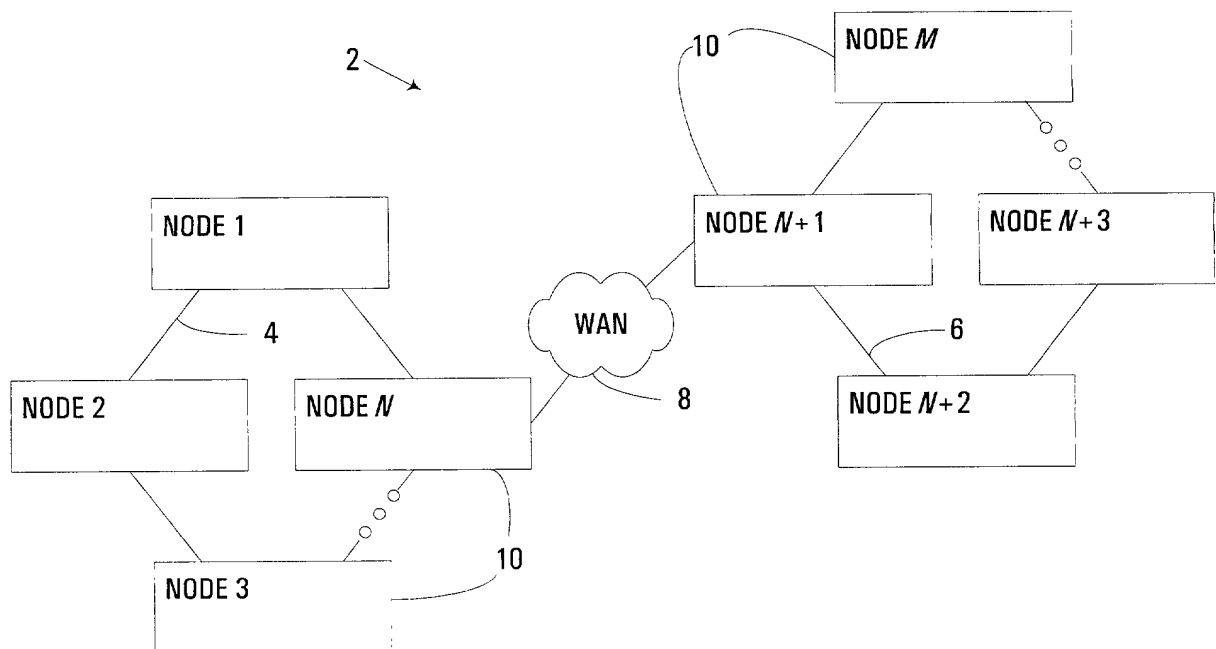 NODE M
10
2
NODE 1
NODE N+1
NODE N+3
WAN
4
6
8
NODE 2
NODE N
NODE N+2
10
NODE 3